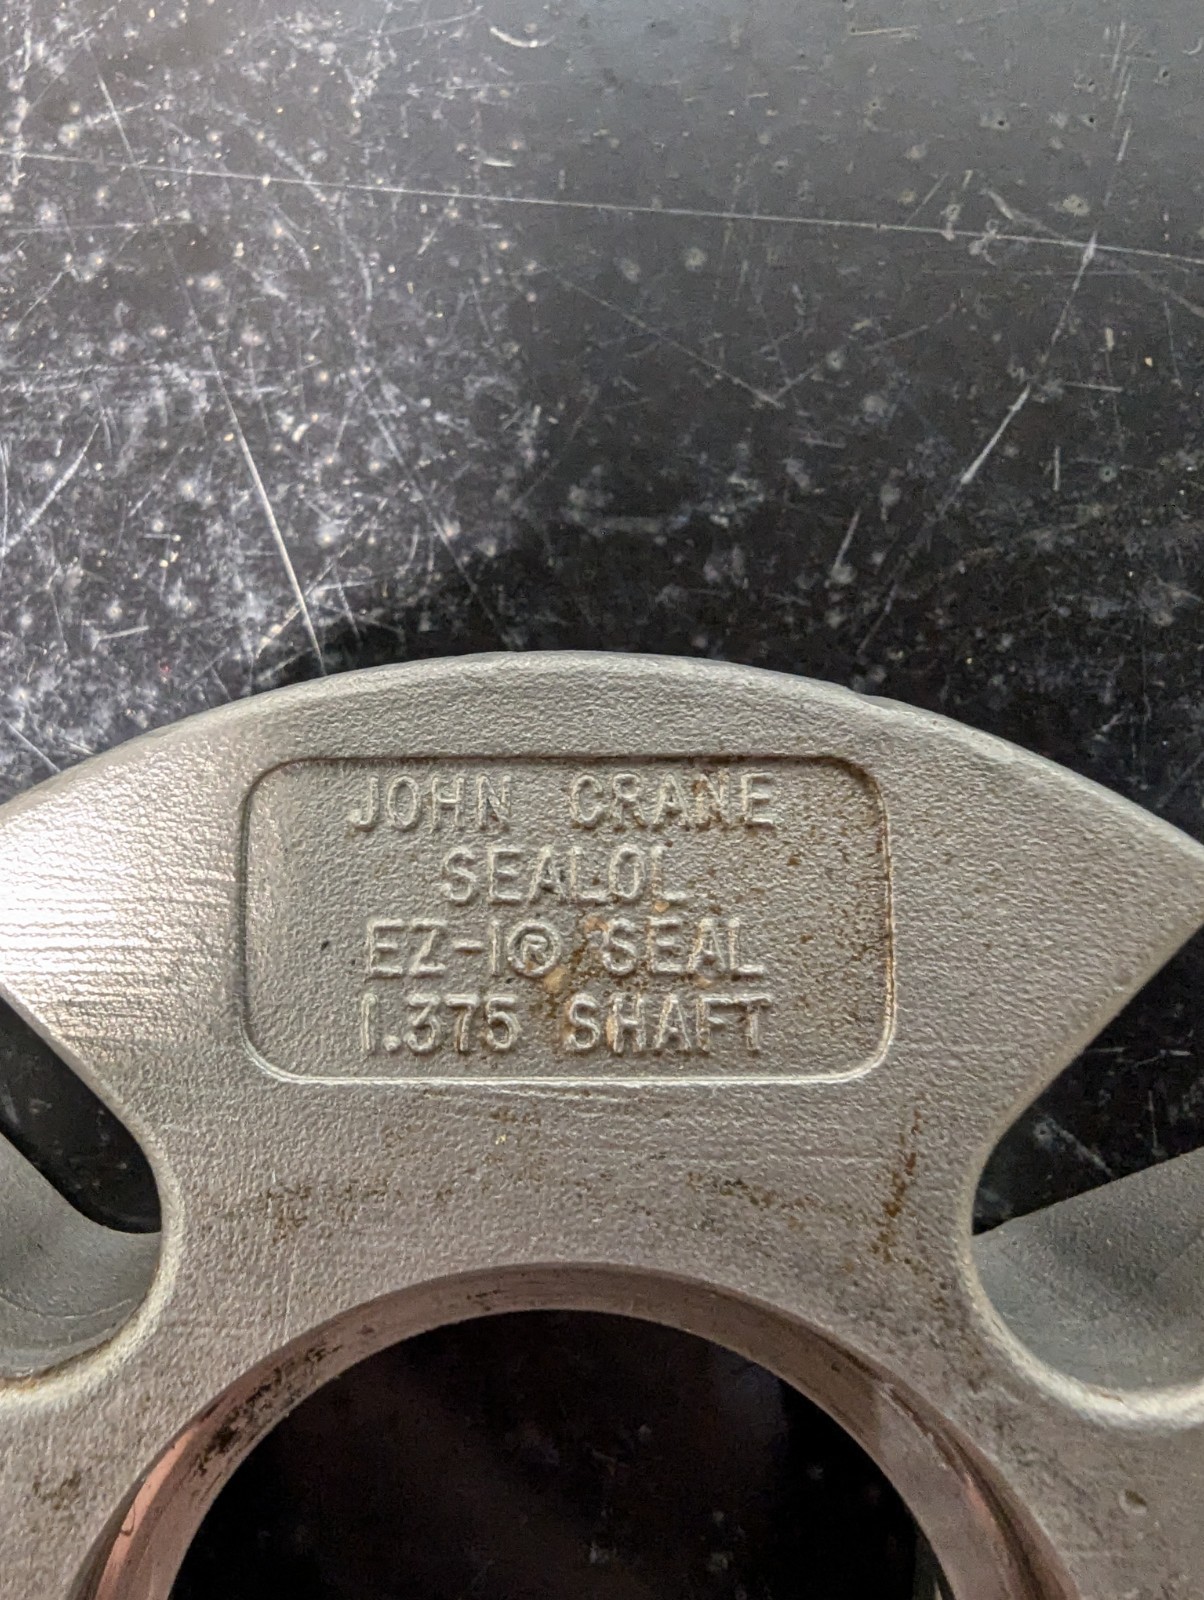 JOHN CRANE
SEALOL
EZ-1® SEAL
1.375 SHAFT